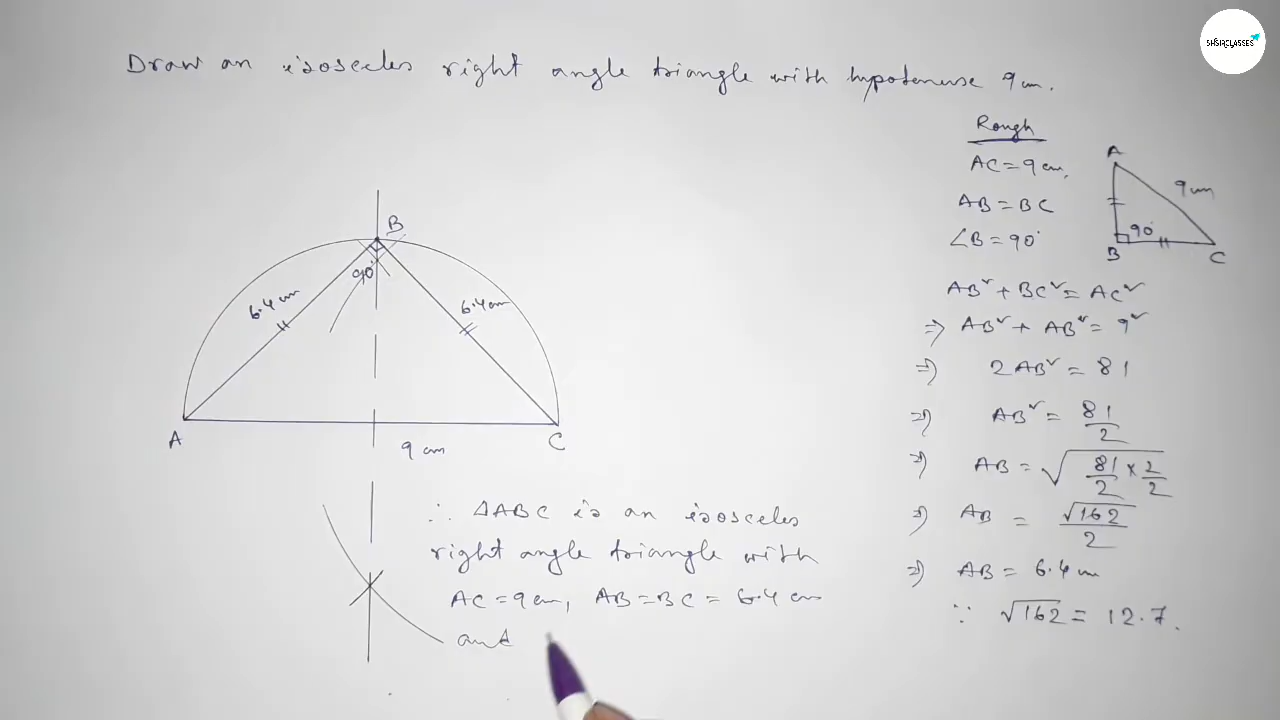 SHSIRCLASSES
Draw an isosceles right angle triangle with hypotenuse 9 cm.
Rough
AC = 9 cm,
AB = BC
∠B = 90°
A
9 cm
90°
B
C
AB² + BC² = AC²
⇒ AB² + AB² = 9²
⇒ 2AB² = 81
⇒ AB² = 81/2
⇒ AB = √(81/2 × 2/2)
⇒ AB = √162/2
⇒ AB = 6.4 cm
∵ √162 = 12.7.
B
90°
6.4 cm
6.4 cm
A
9 cm
C
∴ ΔABC is an isosceles
right angle triangle with
AC = 9 cm, AB = BC = 6.4 cm
and